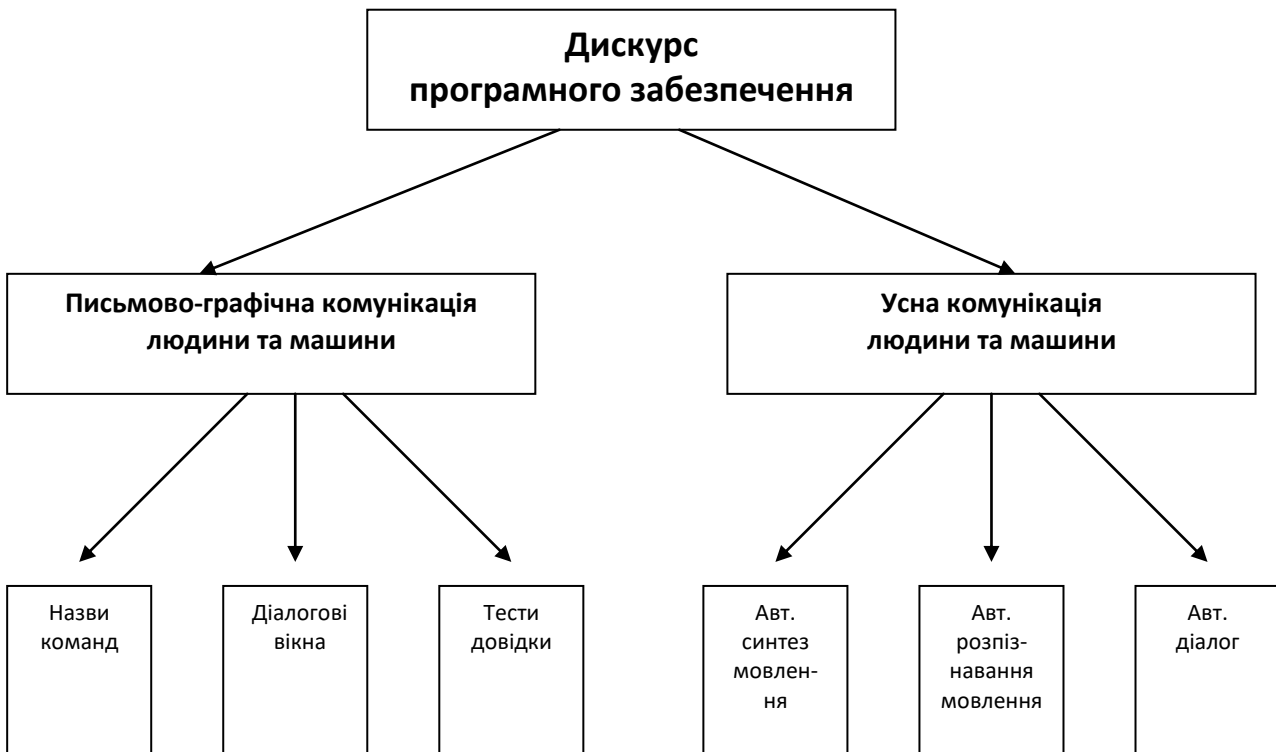 Дискурс
програмного забезпечення
Письмово-графічна комунікація
людини та машини
Усна комунікація
людини та машини
Назви
команд
Діалогові
вікна
Тести
довідки
Авт.
синтез
мовлен-
ня
Авт.
розпіз-
навання
мовлення
Авт.
діалог